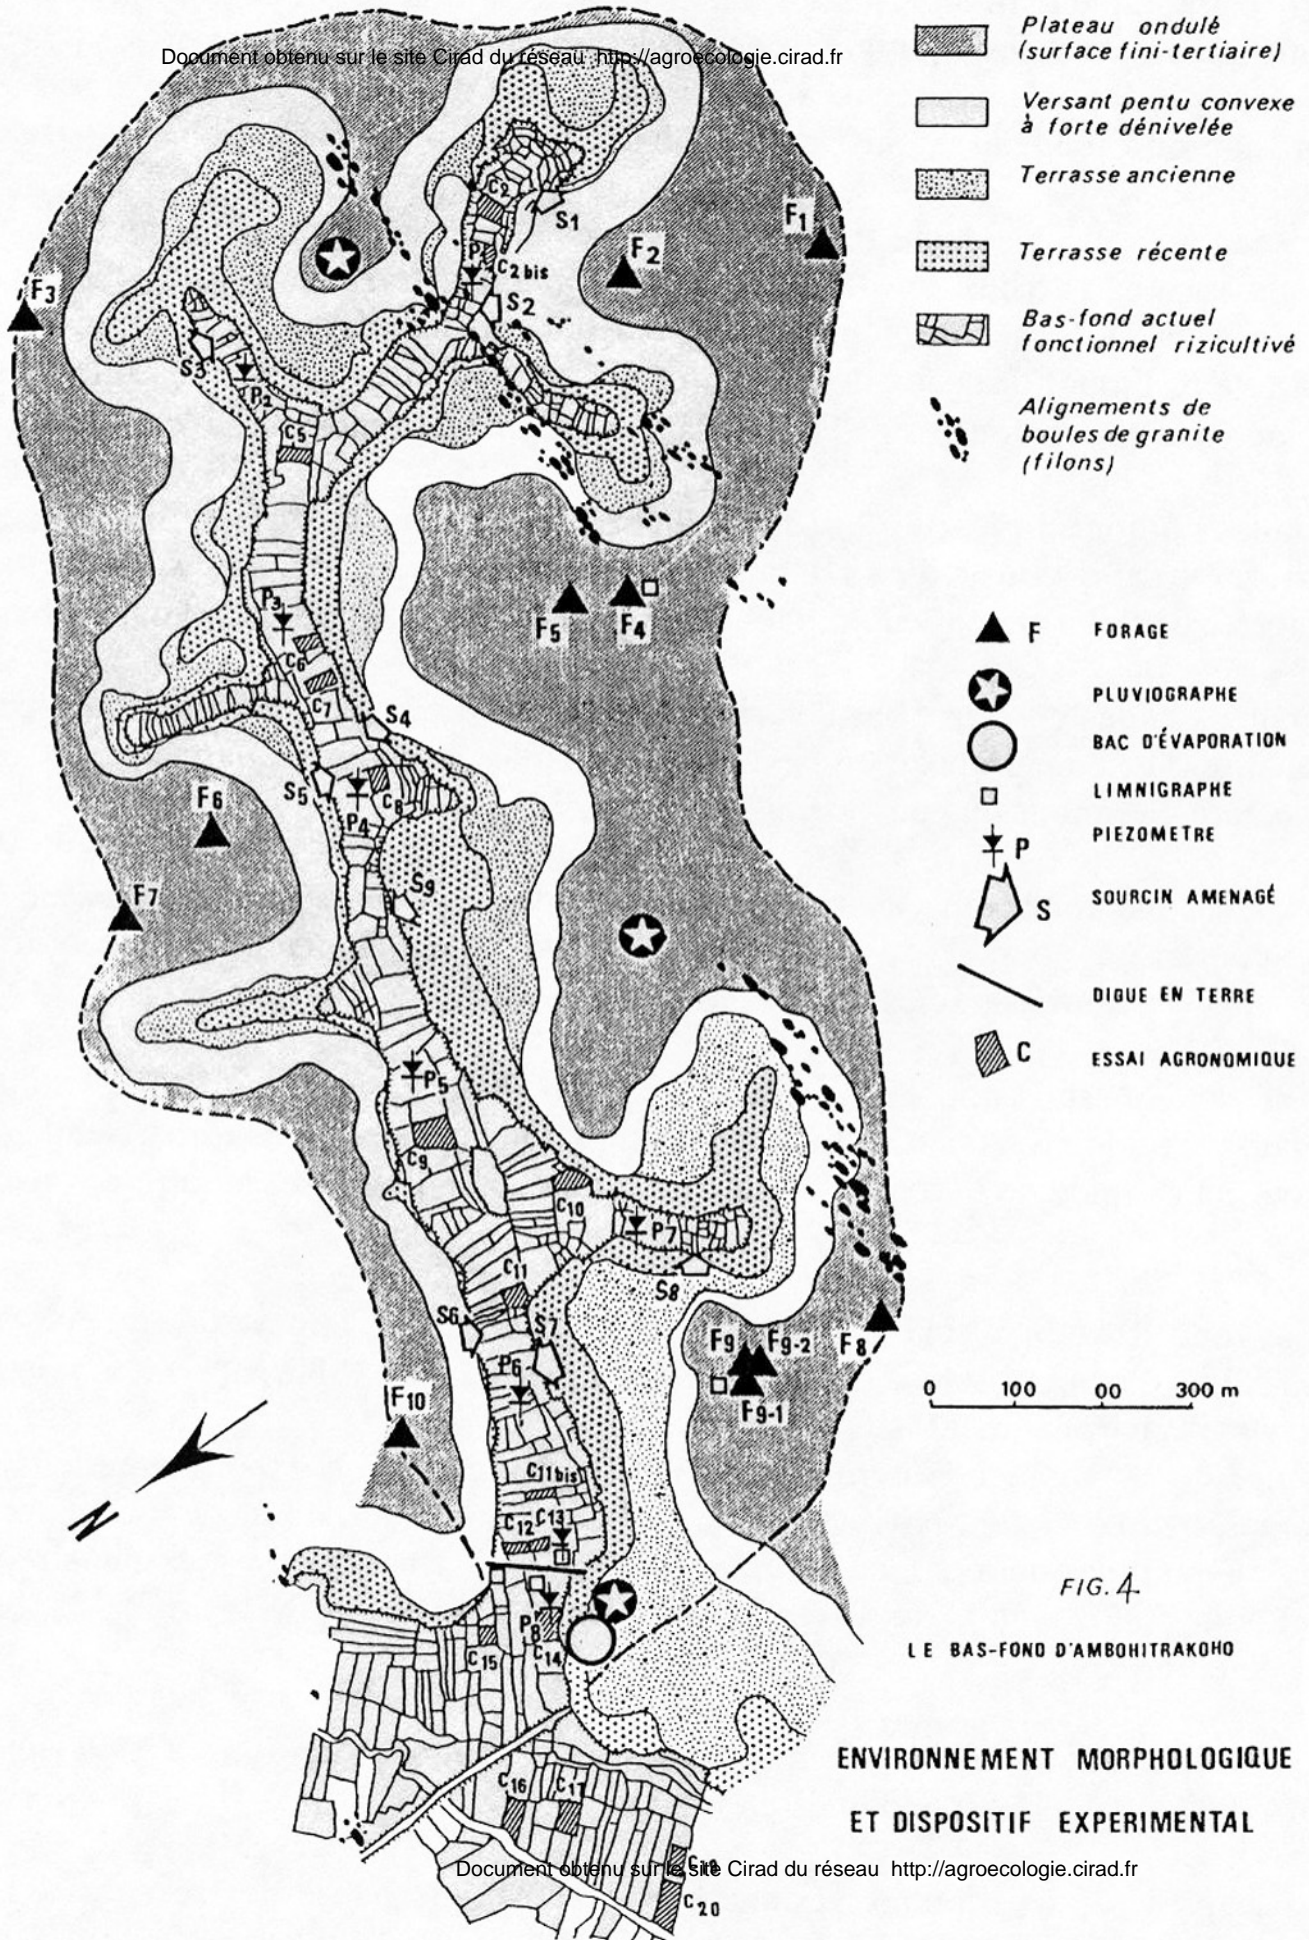 Document obtenu sur le site Cirad du réseau http://agroecologie.cirad.fr
Plateau ondulé
(surface fini-tertiaire)
Versant pentu convexe
à forte dénivelée
Terrasse ancienne
Terrasse récente
Bas-fond actuel
fonctionnel rizicultivé
Alignements de
boules de granite
(filons)
F FORAGE
PLUVIOGRAPHE
BAC D'ÉVAPORATION
LIMNIGRAPHE
P PIEZOMETRE
S SOURCIN AMENAGÉ
DIGUE EN TERRE
C ESSAI AGRONOMIQUE
C2
S1
F1
F2
P
C2 bis
F3
S2
S3
P2
C5
F5
F4
P3
C6
C7
S4
S5
C8
F6
P4
S9
F7
P5
C9
C10
P7
C11
S8
S6
S7
F9
F9-2
F8
P6
F9-1
0 100 00 300 m
F10
C11 bis
C12
C13
N
P8
C15
C14
C16
C17
C20
FIG. 4
LE BAS-FOND D'AMBOHITRAKOHO
ENVIRONNEMENT MORPHOLOGIQUE
ET DISPOSITIF EXPERIMENTAL
Document obtenu sur le site Cirad du réseau http://agroecologie.cirad.fr